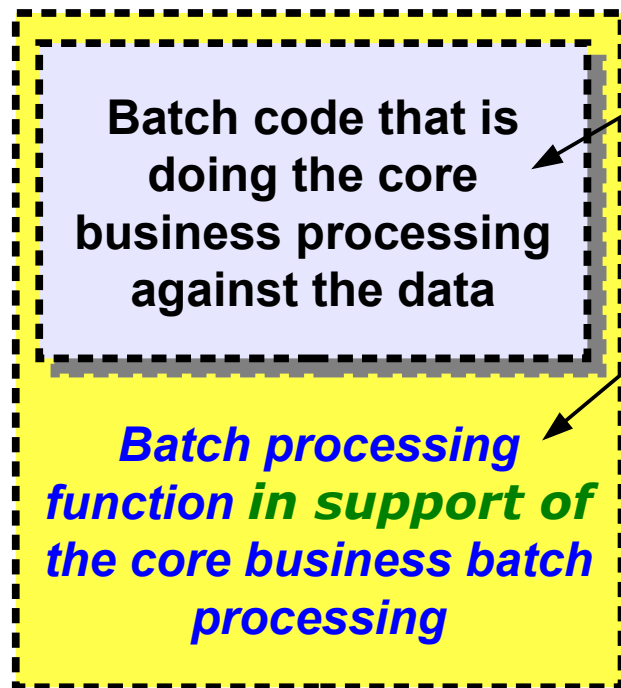 Batch code that is
doing the core
business processing
against the data
Batch processing
function in support of
the core business batch
processing